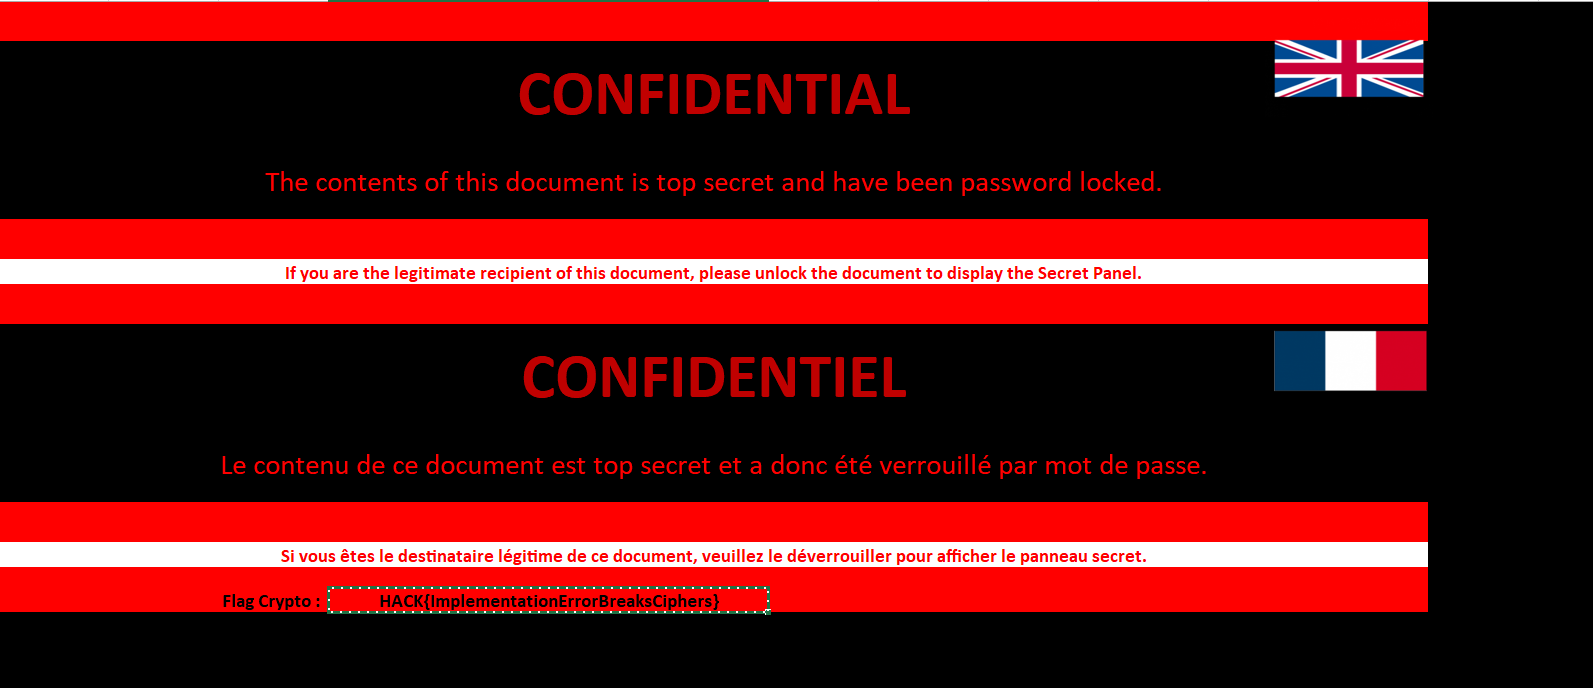 CONFIDENTIAL
The contents of this document is top secret and have been password locked.
If you are the legitimate recipient of this document, please unlock the document to display the Secret Panel.
CONFIDENTIEL
Le contenu de ce document est top secret et a donc été verrouillé par mot de passe.
Si vous êtes le destinataire légitime de ce document, veuillez le déverrouiller pour afficher le panneau secret.
Flag Crypto : HACK{ImplementationErrorBreaksCiphers}